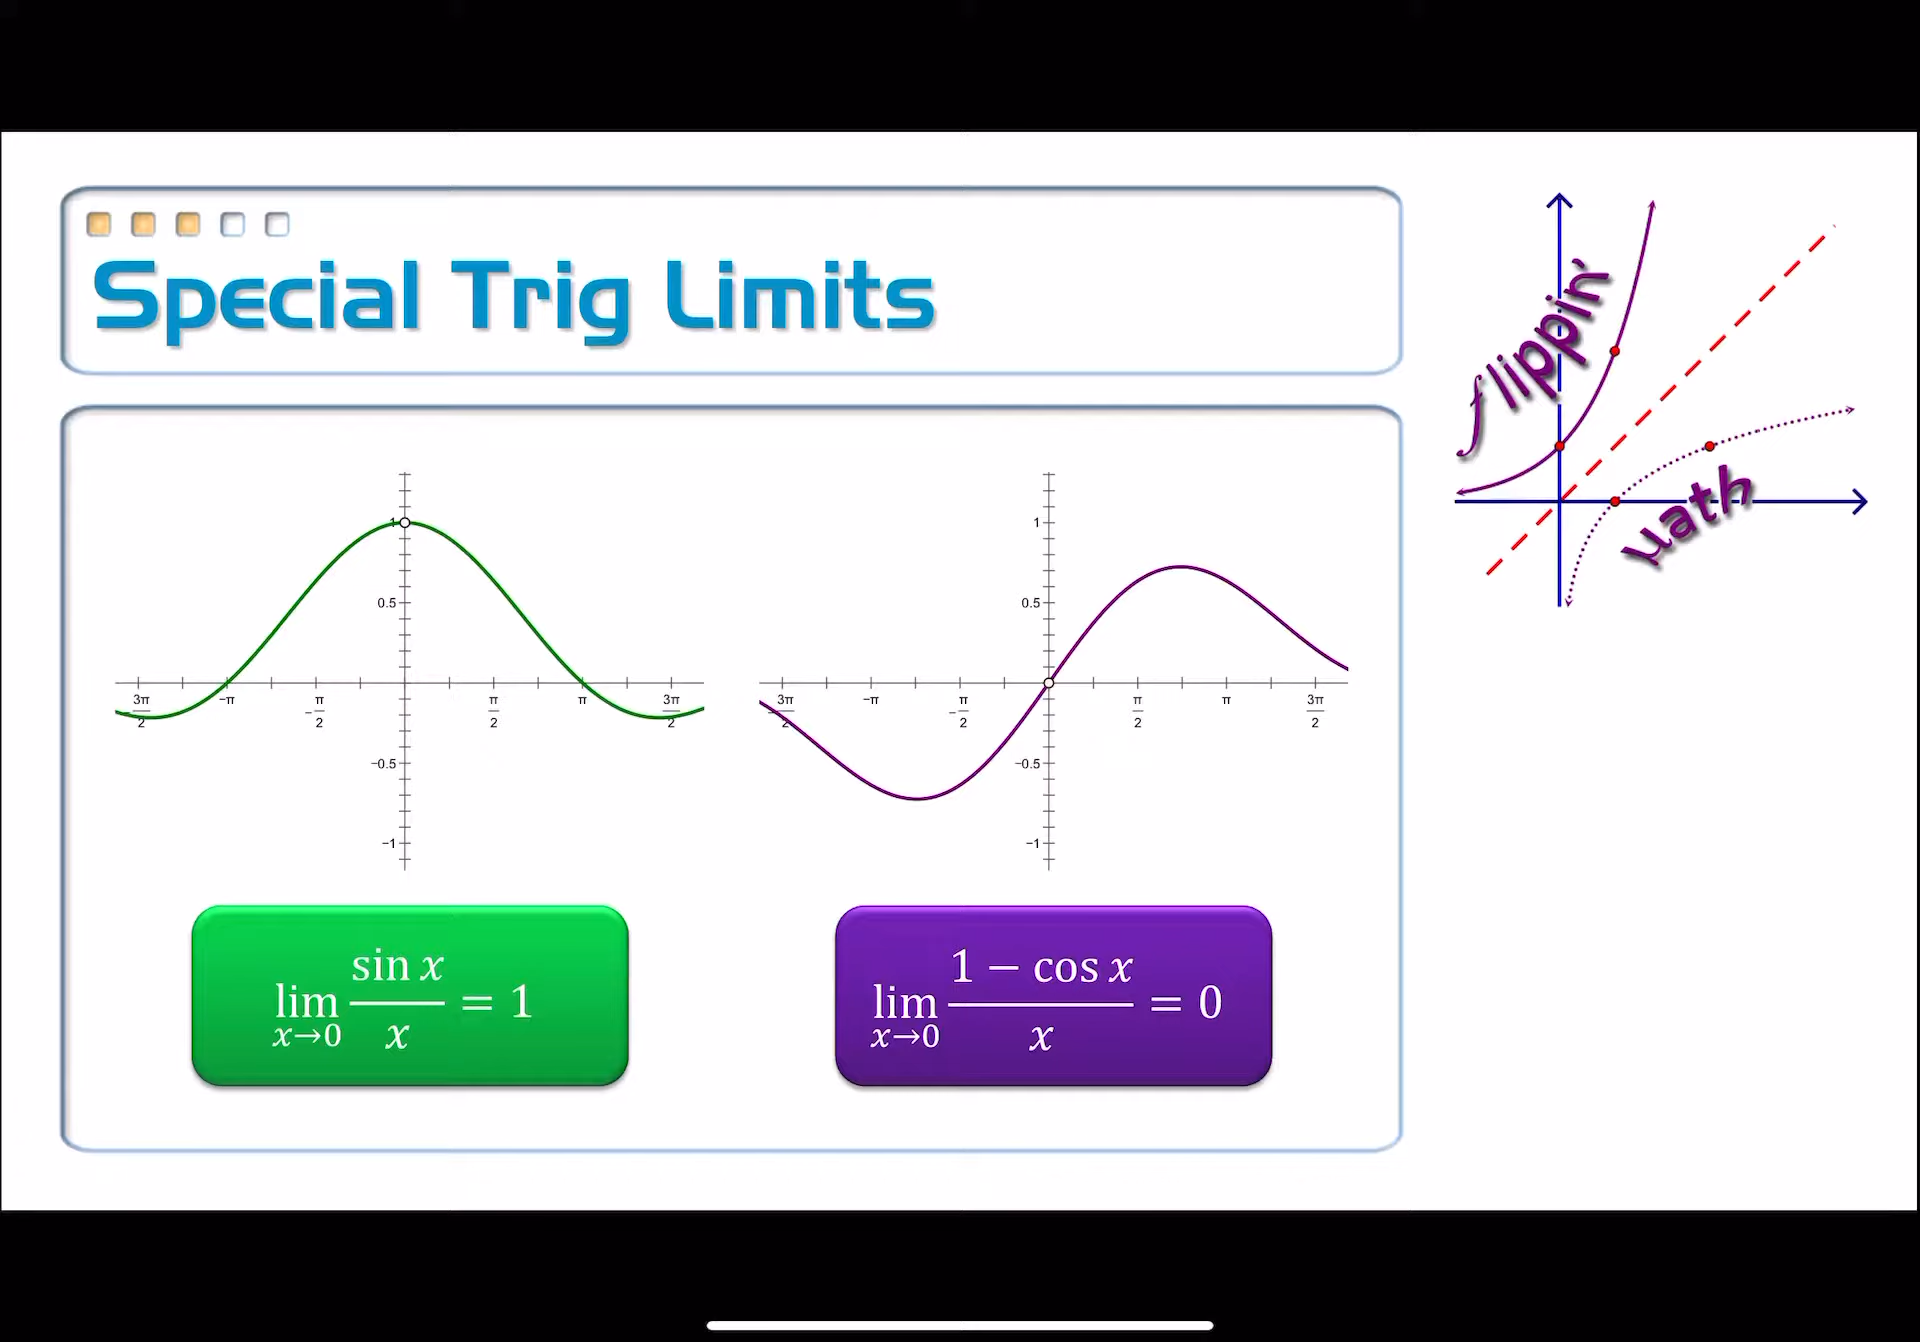 Special Trig Limits
flippin'
math
1
0.5
−0.5
−1
−3π/2
−π
−π/2
π/2
π
3π/2
1
0.5
−0.5
−1
−3π/2
−π
−π/2
π/2
π
3π/2
lim x→0 sin x / x = 1
lim x→0 1 − cos x / x = 0